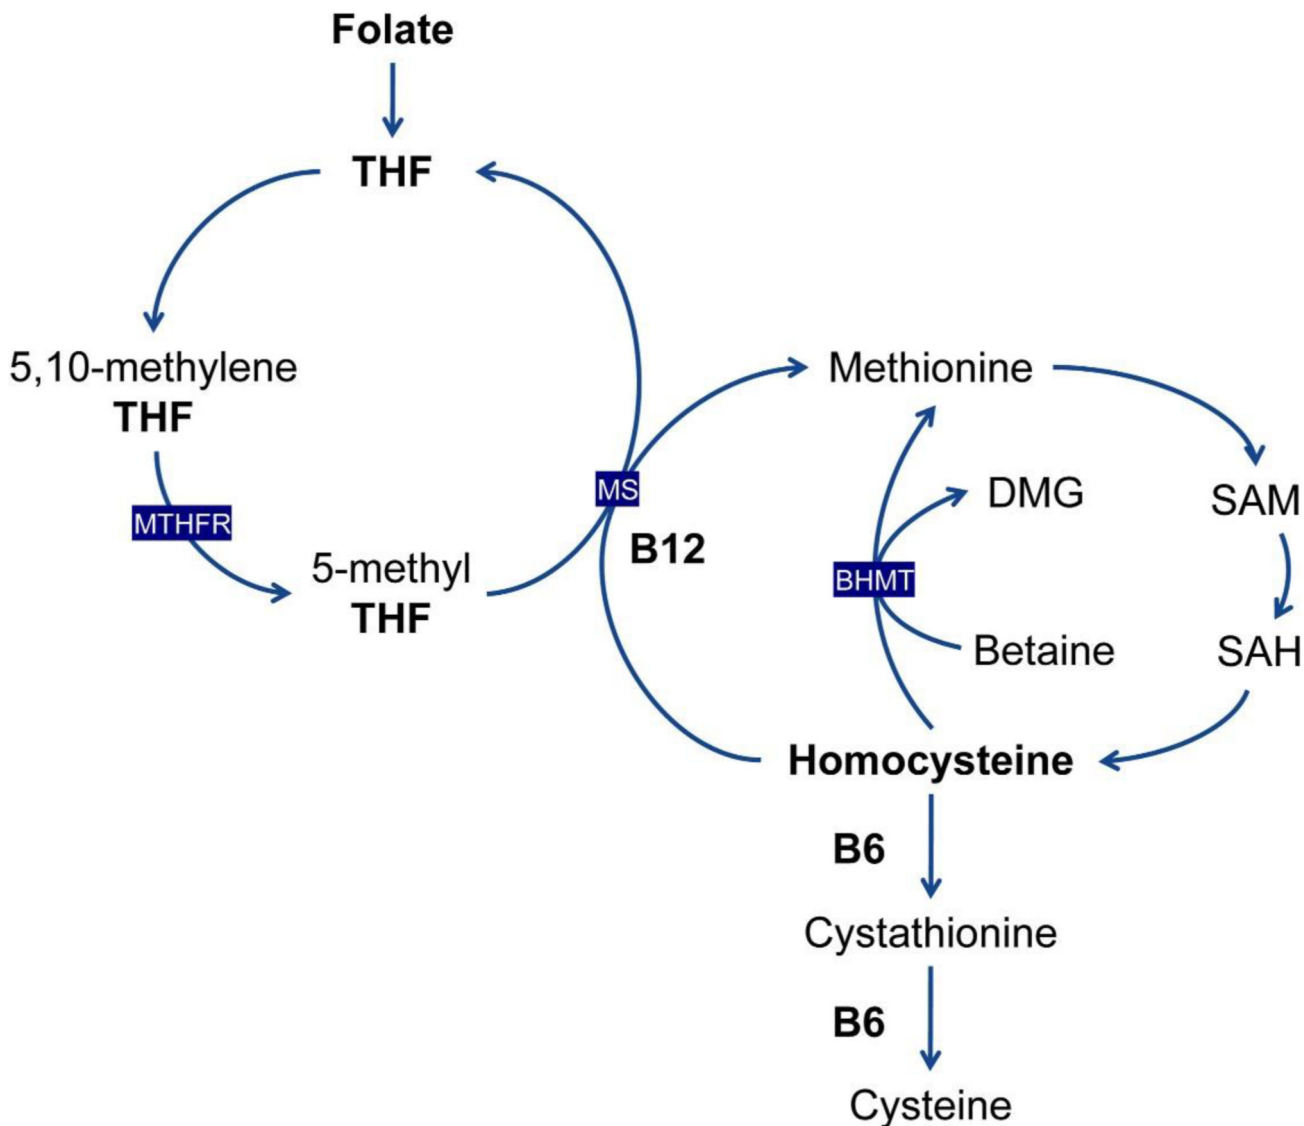 Folate
THF
5,10-methylene
THF
MTHFR
5-methyl
THF
MS
B12
Methionine
DMG
SAM
BHMT
Betaine
SAH
Homocysteine
B6
Cystathionine
B6
Cysteine